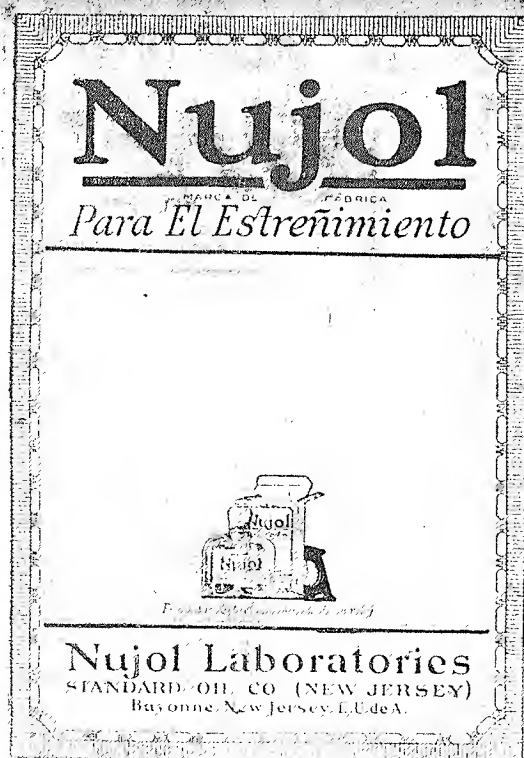 Nujol
MARCA DE FÁBRICA
Para El Estreñimiento
Nujol
Nujol
Nujol Laboratories
STANDARD OIL CO (NEW JERSEY)
Bayonne, New Jersey, E.U.deA.